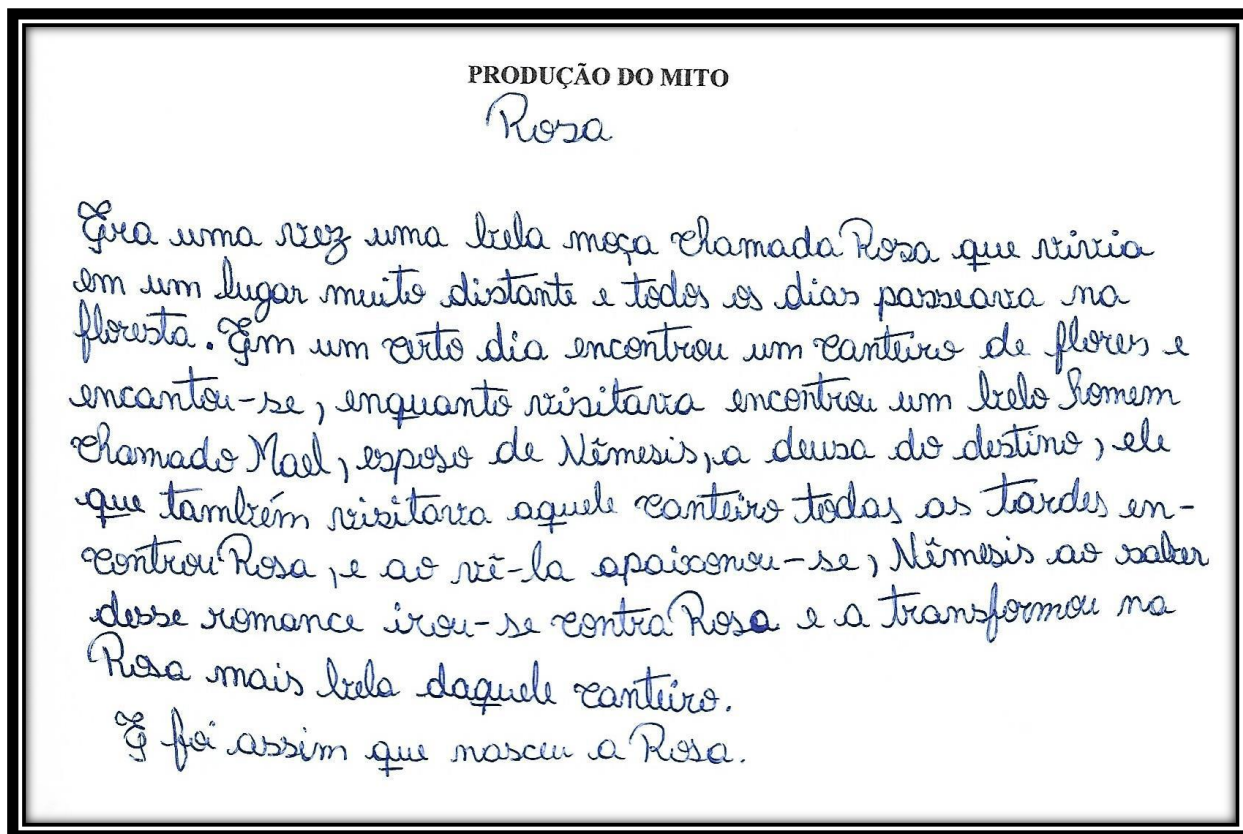 PRODUÇÃO DO MITO
Rosa
Era uma vez uma bela moça chamada Rosa que vivia
em um lugar muito distante e todos os dias passeava na
floresta. Em um certo dia encontrou um canteiro de flores e
encantou-se, enquanto visitava encontrou um belo homem
chamado Mael, esposo de Nêmesis, a deusa do destino, ele
que também visitava aquele canteiro todas as tardes en-
controu Rosa, e ao vê-la apaixonou-se, Nêmesis ao saber
desse romance irou-se contra Rosa e a transformou na
Rosa mais bela daquele canteiro.
E foi assim que nasceu a Rosa.